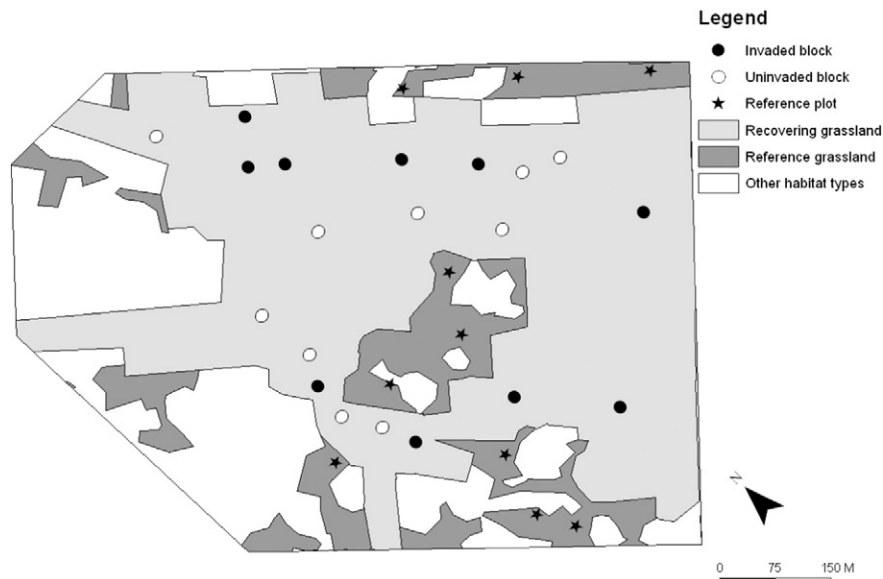 Legend
Invaded block
Uninvaded block
Reference plot
Recovering grassland
Reference grassland
Other habitat types
N
0 75 150 M